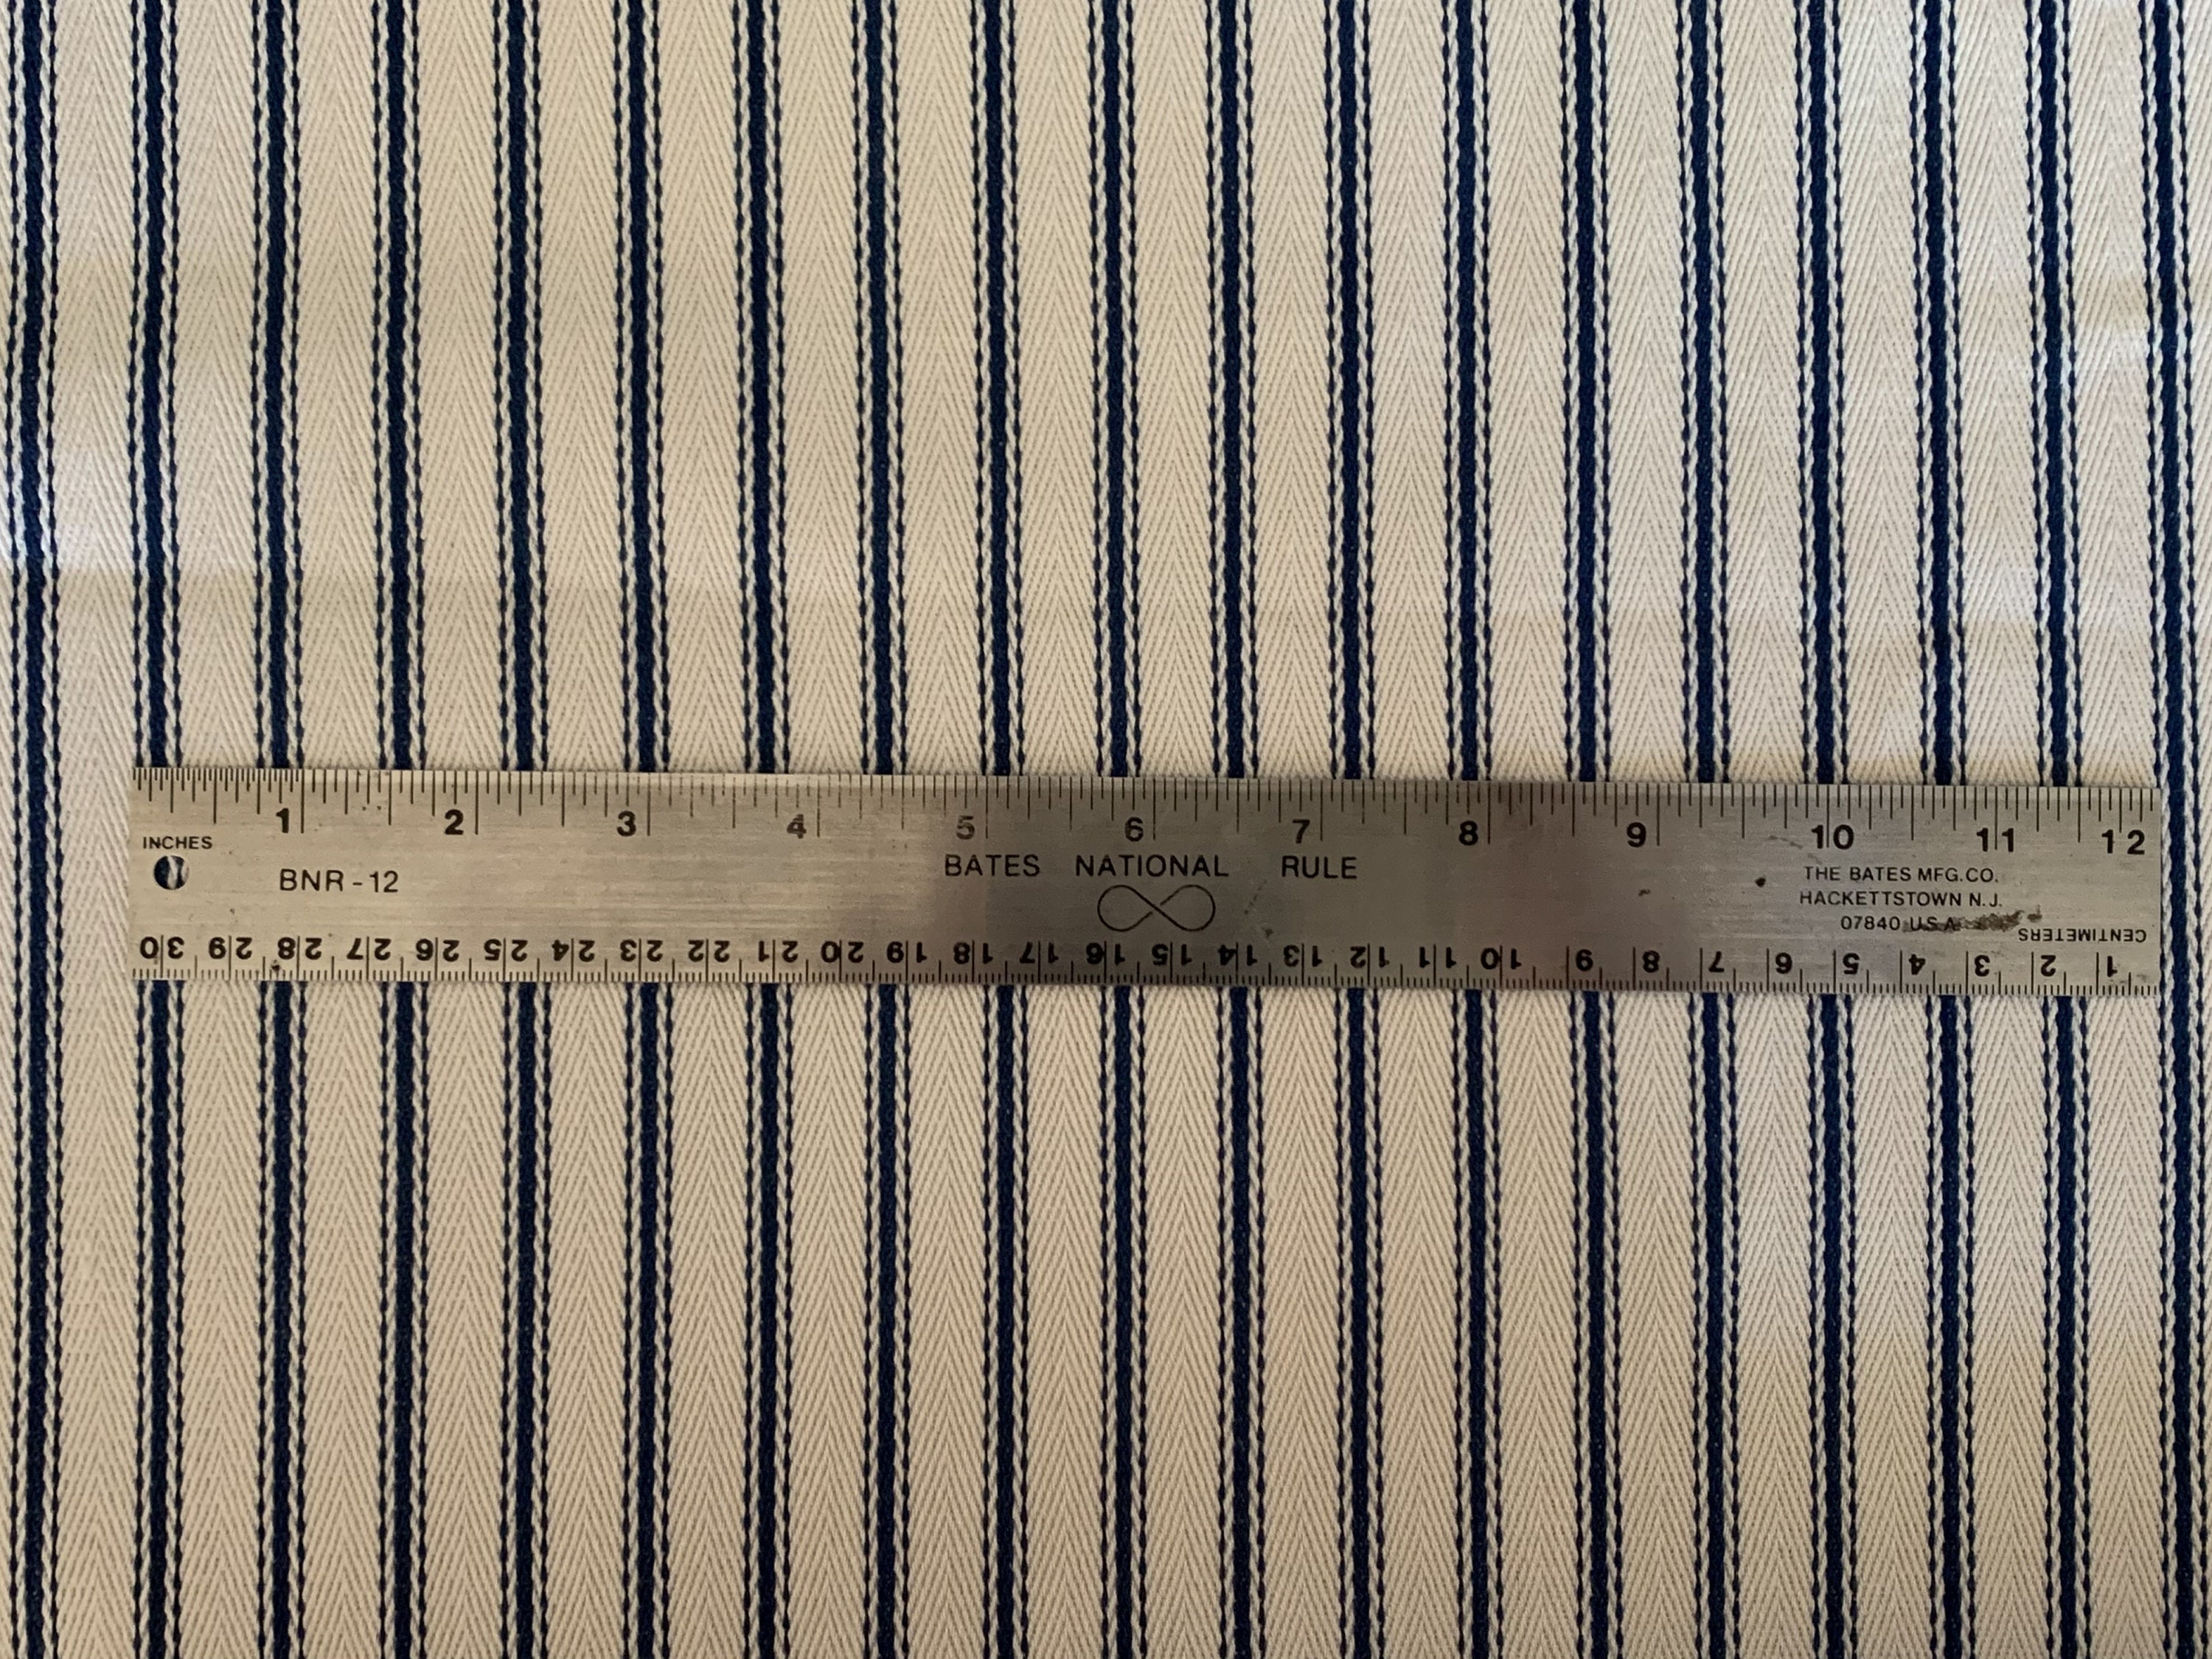 1 2 3 4 5 6 7 8 9 10 11 12
INCHES
BNR-12
BATES NATIONAL RULE
THE BATES MFG.CO.
HACKETTSTOWN N.J.
07840 U.S.A
CENTIMETERS
1 2 3 4 5 6 7 8 9 10 11 12 13 14 15 16 17 18 19 20 21 22 23 24 25 26 27 28 29 30